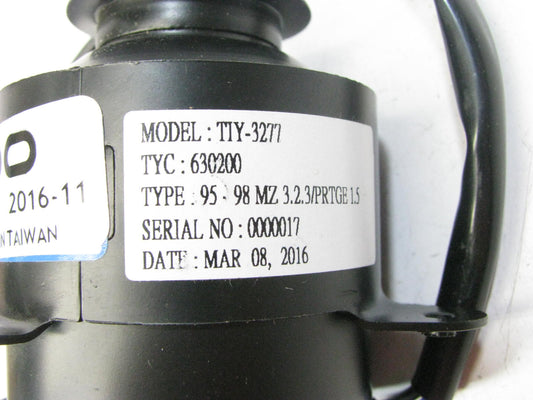 2016-11
TAIWAN
MODEL : TIY-3277
TYC : 630200
TYPE : 95 - 98 MZ 3.2.3/PRTGE 1.5
SERIAL NO : 0000017
DATE : MAR 08, 2016